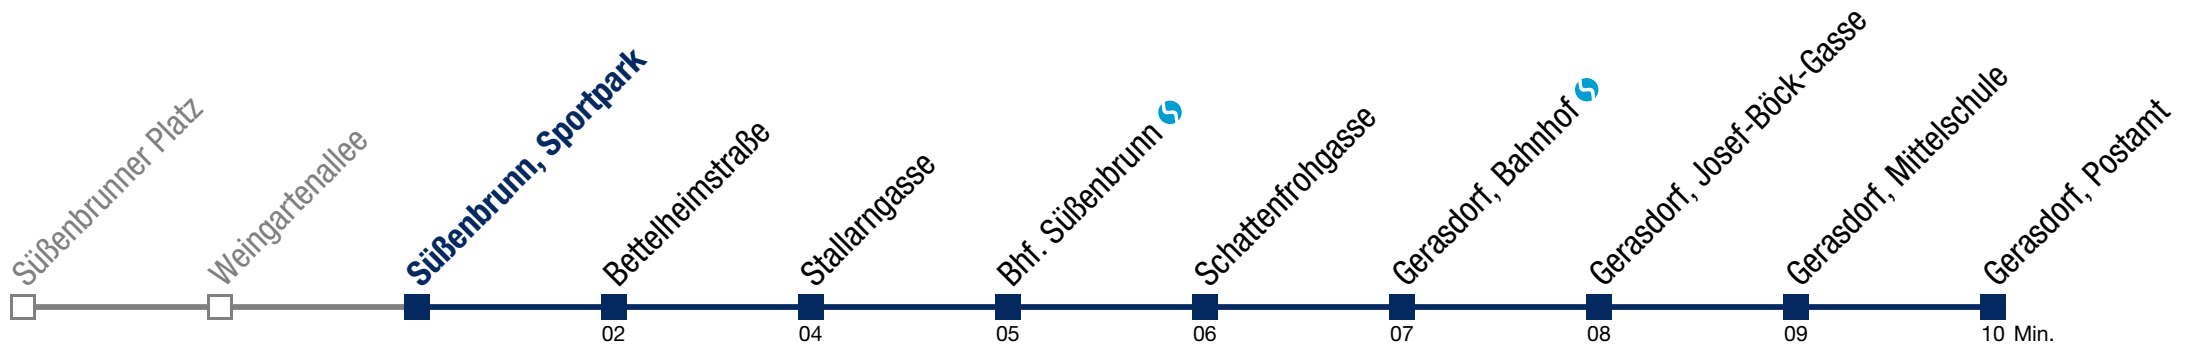 Süßenbrunner Platz
Weingartenallee
Süßenbrunn, Sportpark
Bettelheimstraße
Stallarngasse
Bhf. Süßenbrunn
Schattenfrohgasse
Gerasdorf, Bahnhof
Gerasdorf, Josef-Böck-Gasse
Gerasdorf, Mittelschule
Gerasdorf, Postamt
02 04 05 06 07 08 09 10 Min.